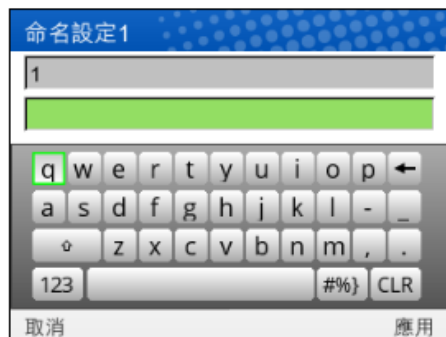 命名設定1
1
q w e r t y u i o p ←
a s d f g h j k l - _
⇧ z x c v b n m , .
123 #%} CLR
取消 應用